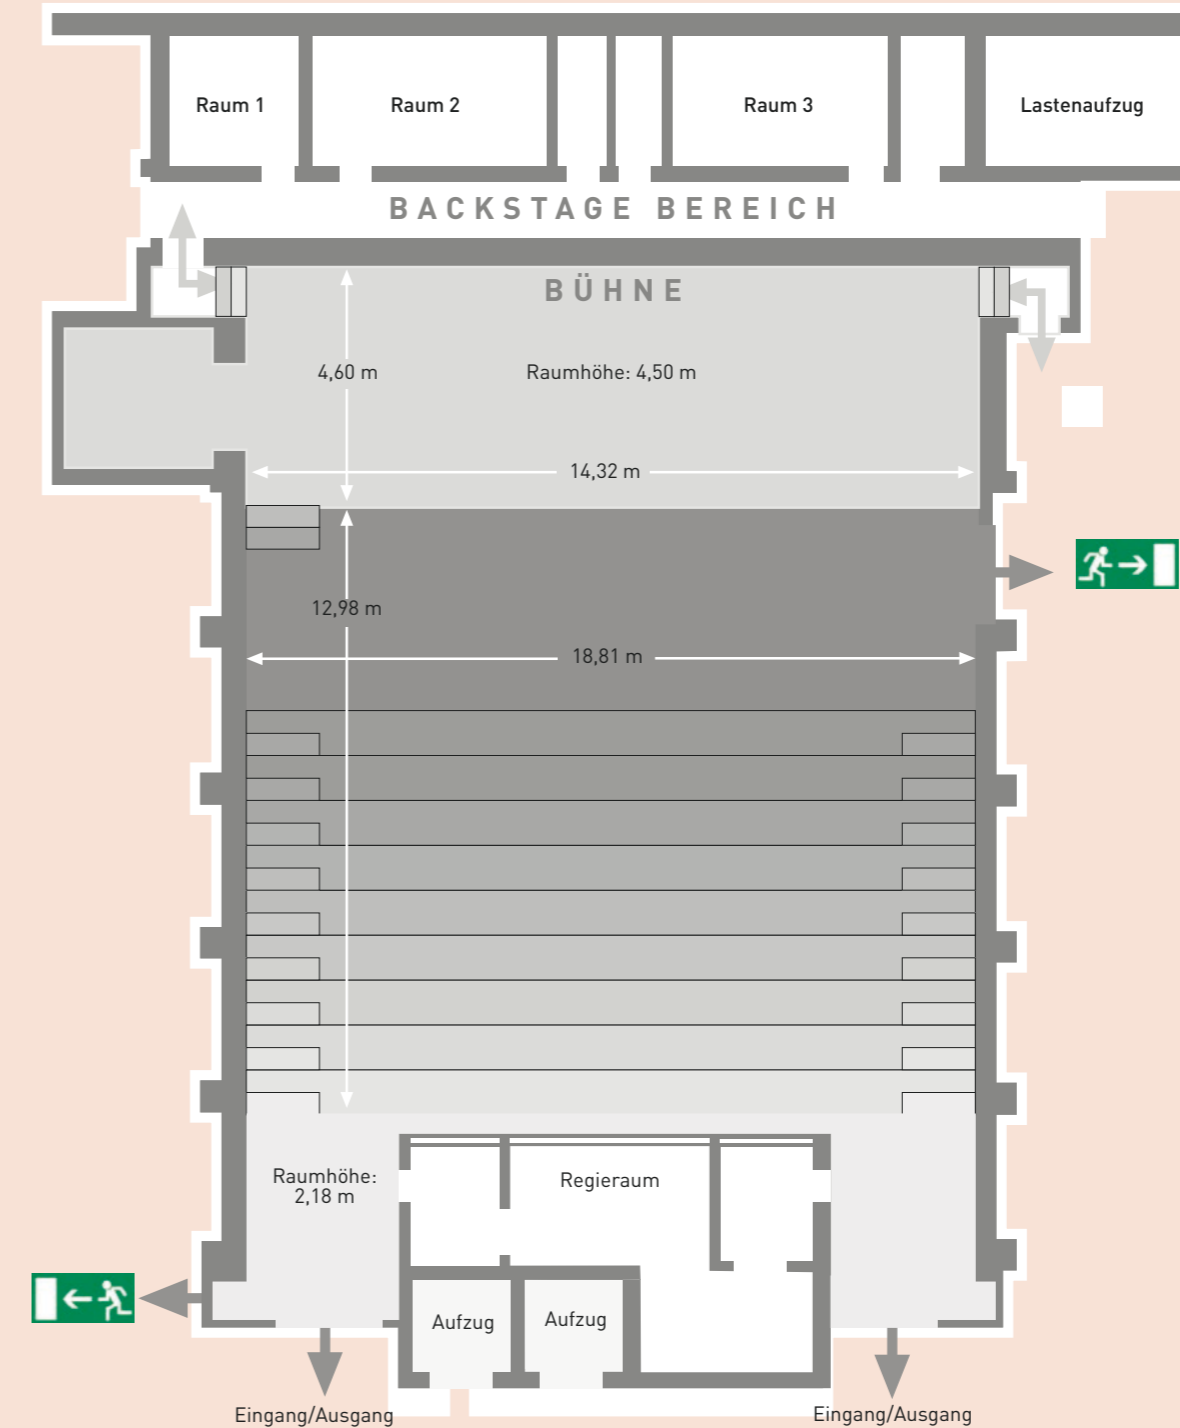 Raum 1
Raum 2
Raum 3
Lastenaufzug
BACKSTAGE BEREICH
BÜHNE
4,60 m
Raumhöhe: 4,50 m
14,32 m
12,98 m
18,81 m
Raumhöhe:
2,18 m
Regieraum
Aufzug
Aufzug
Eingang/Ausgang
Eingang/Ausgang